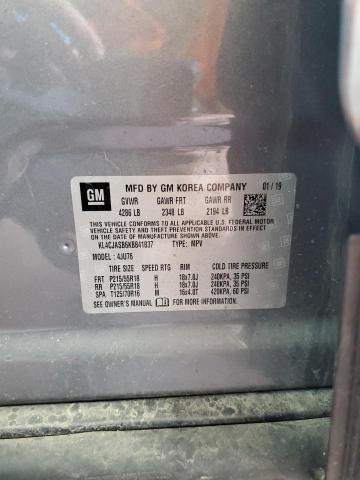 GM
MFD BY GM KOREA COMPANY 01/19
GVWR GAWR FRT GAWR RR
4286 LB 2348 LB 2194 LB
THIS VEHICLE CONFORMS TO ALL APPLICABLE U.S. FEDERAL MOTOR
VEHICLE SAFETY AND THEFT PREVENTION STANDARDS IN EFFECT ON
THE DATE OF MANUFACTURE SHOWN ABOVE.
KL4CJASB6KB841837 TYPE: MPV
MODEL: 4JU76
TIRE SIZE SPEED RTG RIM COLD TIRE PRESSURE
FRT P215/55R18 H 18x7.0J 240KPA, 35 PSI
RR P215/55R18 H 18x7.0J 240KPA, 35 PSI
SPA T125/70R16 M 16x4.0T 420KPA, 60 PSI
SEE OWNER'S MANUAL FOR ADDITIONAL INFORMATION.